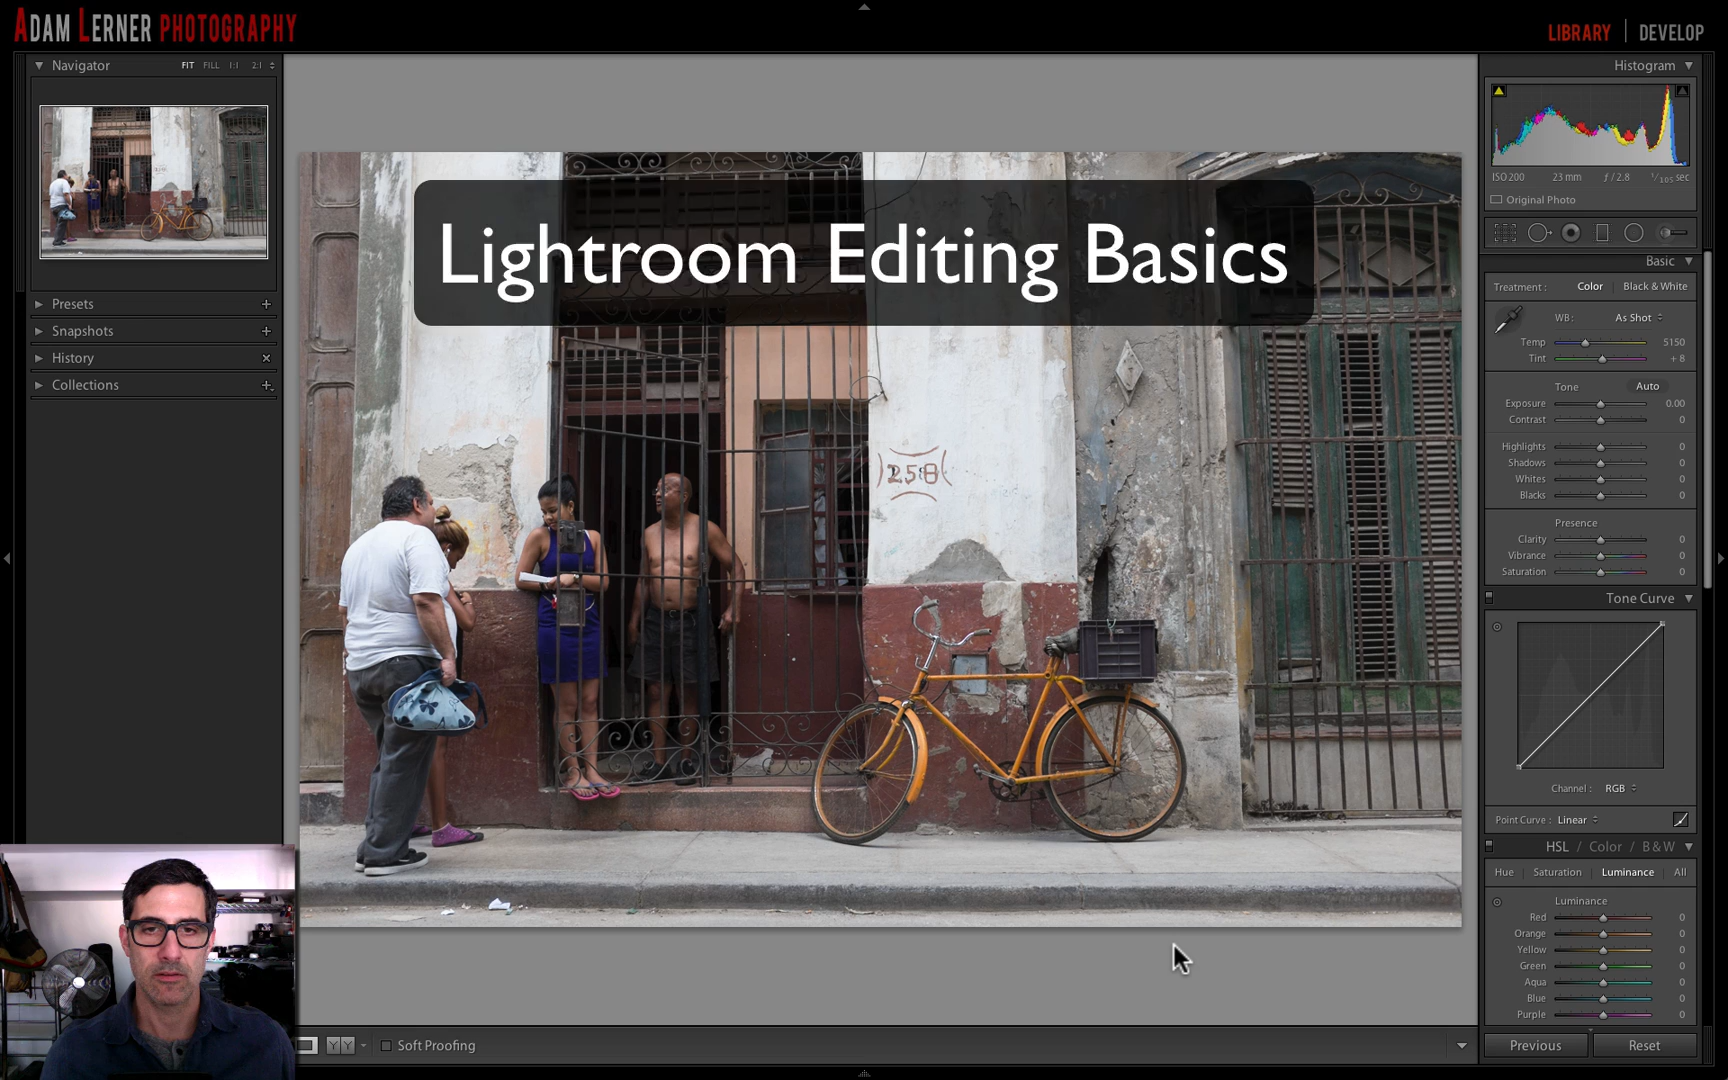 ADAM LERNER PHOTOGRAPHY
LIBRARY | DEVELOP
Navigator FIT FILL 1:1 2:1
Presets
Snapshots
History
Collections
Lightroom Editing Basics
258
Soft Proofing
Histogram
ISO 200 23 mm f / 2.8 1/105 sec
Original Photo
Basic
Treatment : Color Black & White
WB: As Shot
Temp 5150
Tint + 8
Tone Auto
Exposure 0.00
Contrast 0
Highlights 0
Shadows 0
Whites 0
Blacks 0
Presence
Clarity 0
Vibrance 0
Saturation 0
Tone Curve
Channel : RGB
Point Curve : Linear
HSL / Color / B & W
Hue Saturation Luminance All
Luminance
Red 0
Orange 0
Yellow 0
Green 0
Aqua 0
Blue 0
Purple 0
Previous Reset